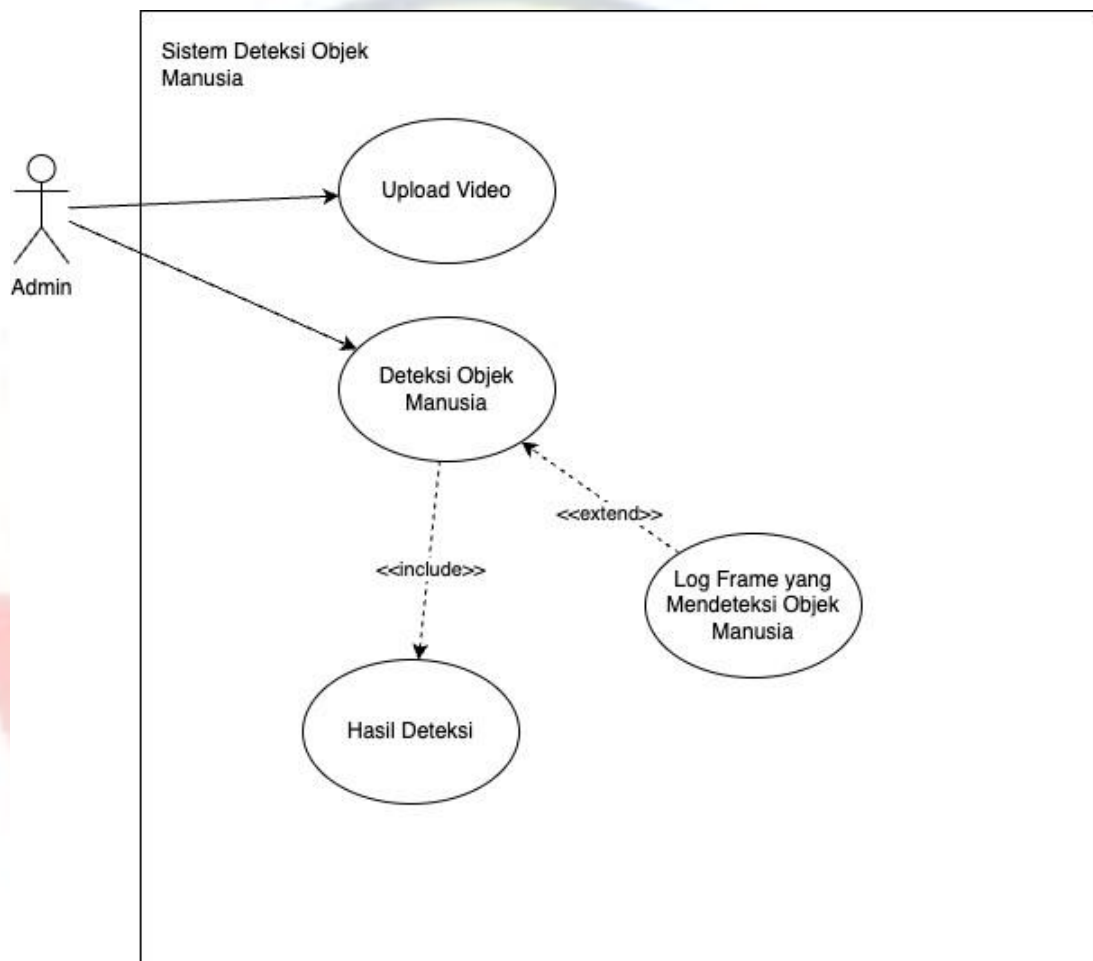 Sistem Deteksi Objek
Manusia
Upload Video
Admin
Deteksi Objek
Manusia
<<extend>>
<<include>>
Log Frame yang
Mendeteksi Objek
Manusia
Hasil Deteksi